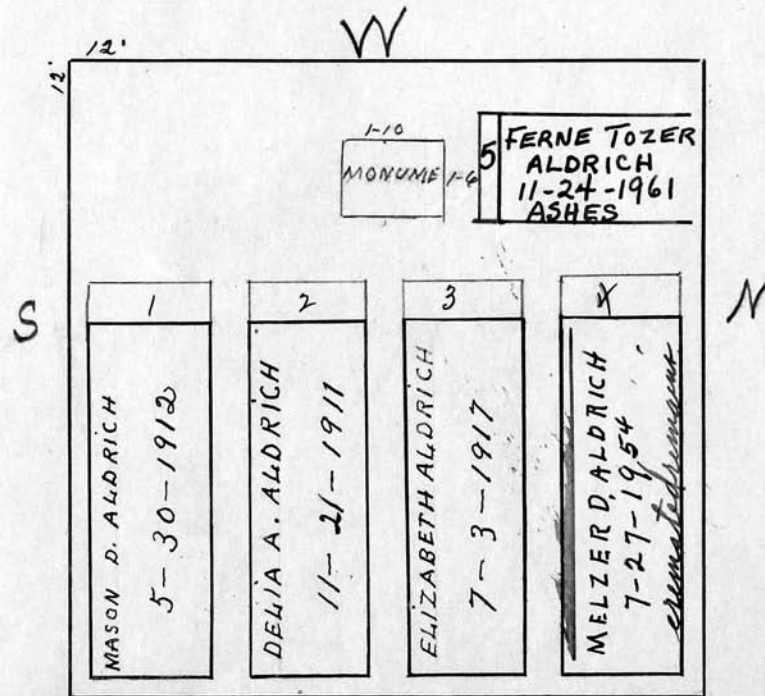 W
12'
12'
1-10
MONUME
1-6
5
FERNE TOZER
ALDRICH
11-24-1961
ASHES
S
N
1
2
3
4
MASON D. ALDRICH
5-30-1912
DELIA A. ALDRICH
11-21-1911
ELIZABETH ALDRICH
7-3-1917
MELZER D. ALDRICH
7-27-1954
cremated remains